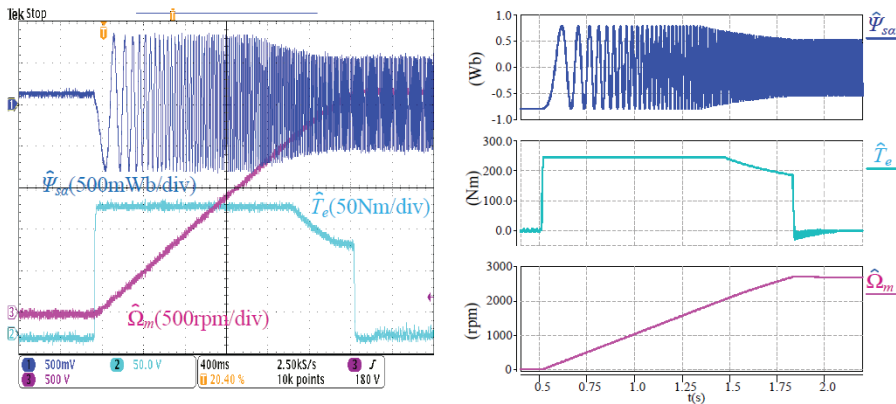 Tek Stop
T
T
1
Ψ̂sα(500mWb/div)
T̂e(50Nm/div)
3
Ω̂m(500rpm/div)
2
1 500mV 2 50.0 V 400ms 2.50kS/s 3 ∫
3 500 V T 20.40 % 10k points 180 V
1.0
0.5
0.0
-0.5
-1.0
(Wb)
Ψ̂sα
300.0
200.0
100.0
0.0
(Nm)
T̂e
3000
2000
1000
0
(rpm)
Ω̂m
0.5 0.75 1.0 1.25 1.5 1.75 2.0
t(s)